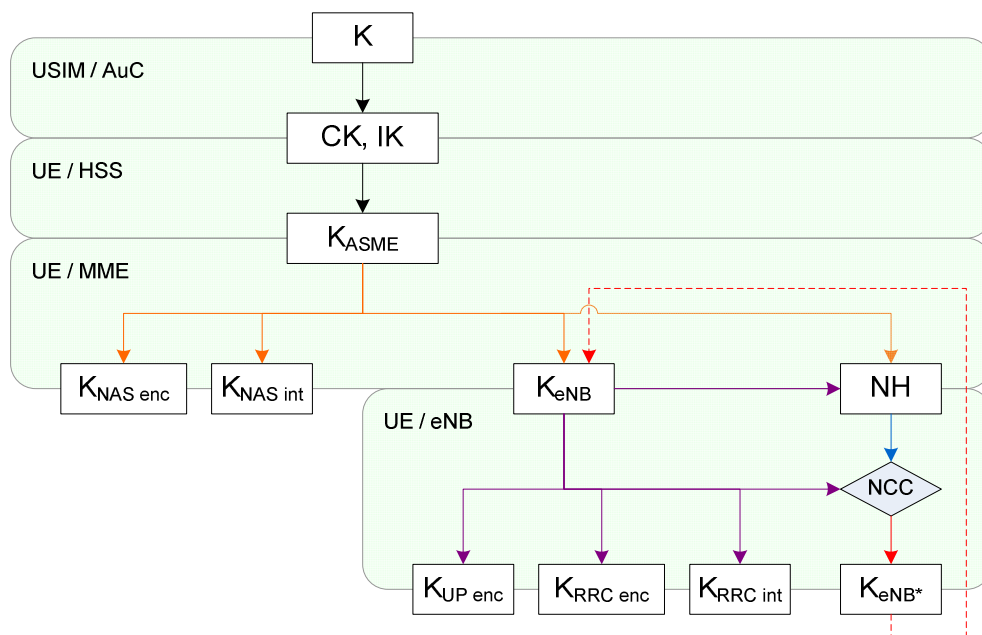 K
USIM / AuC
CK, IK
UE / HSS
KASME
UE / MME
KNAS enc
KNAS int
KeNB
NH
UE / eNB
NCC
KUP enc
KRRC enc
KRRC int
KeNB*